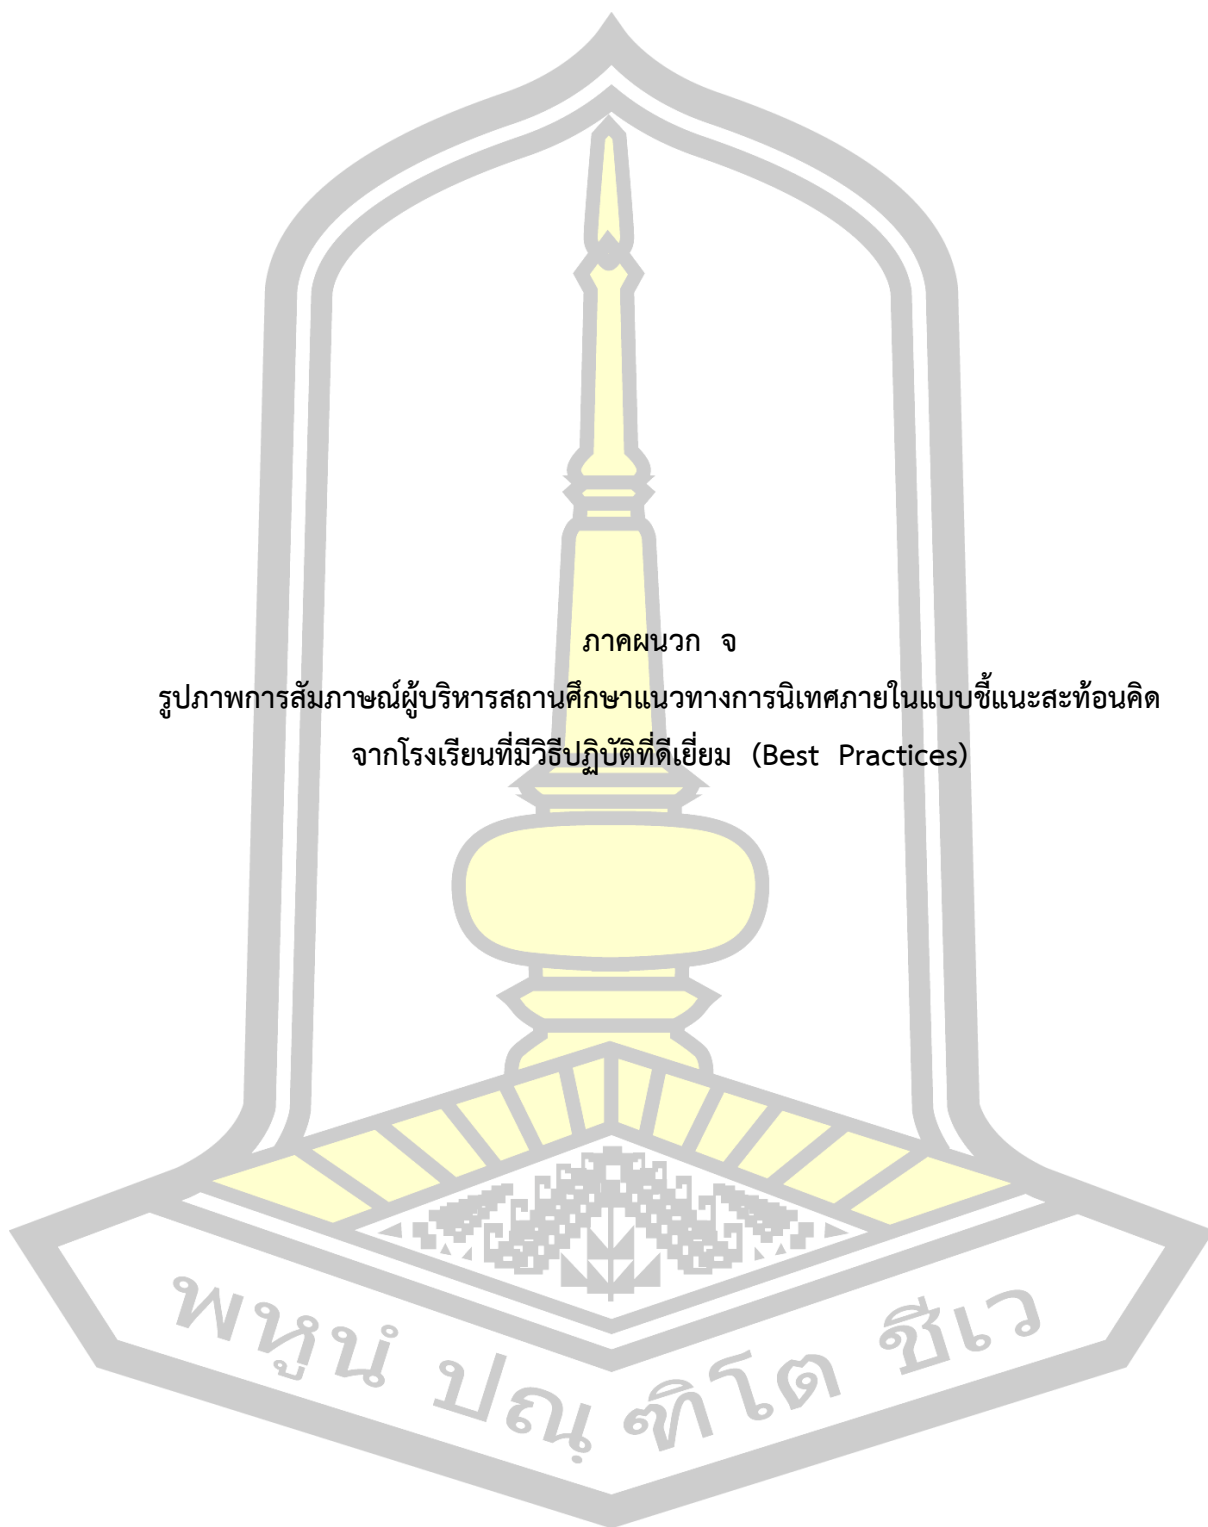 ภาคผนวก จ
รูปภาพการสัมภาษณ์ผู้บริหารสถานศึกษาแนวทางการนิเทศภายในแบบชี้แนะสะท้อนคิด
จากโรงเรียนที่มีวิธีปฏิบัติที่ดีเยี่ยม (Best Practices)
พหูนํ ปณฺฑิโต ชีเว